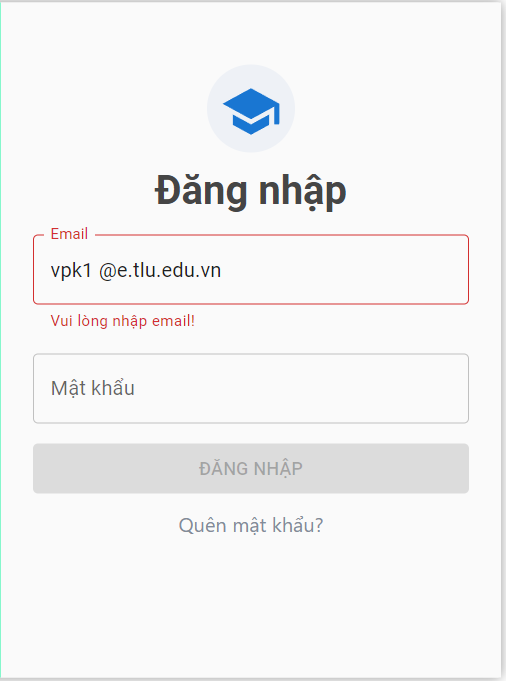 Đăng nhập
Email
vpk1 @e.tlu.edu.vn
Vui lòng nhập email!
Mật khẩu
ĐĂNG NHẬP
Quên mật khẩu?